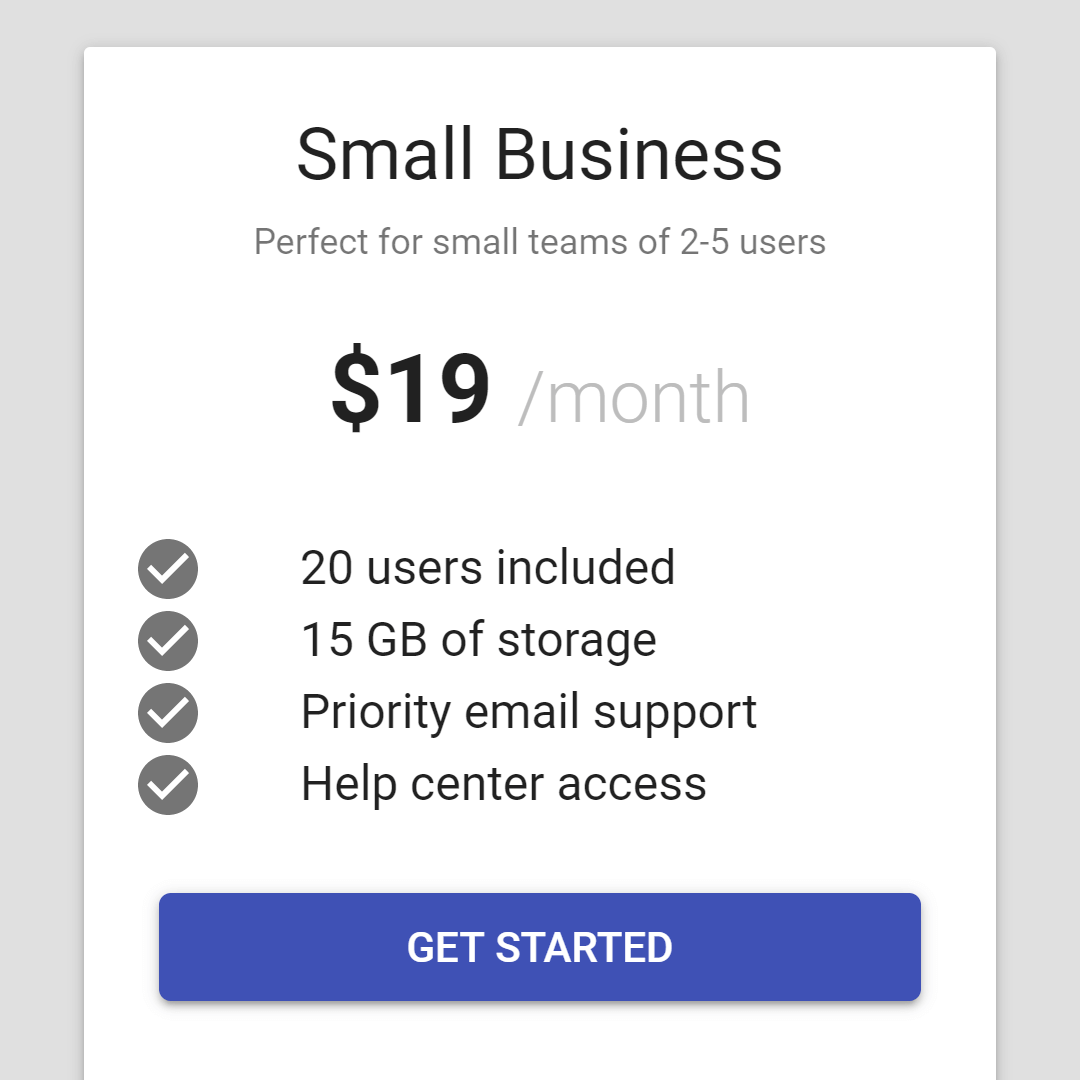 Small Business
Perfect for small teams of 2-5 users
$19 /month
20 users included
15 GB of storage
Priority email support
Help center access
GET STARTED